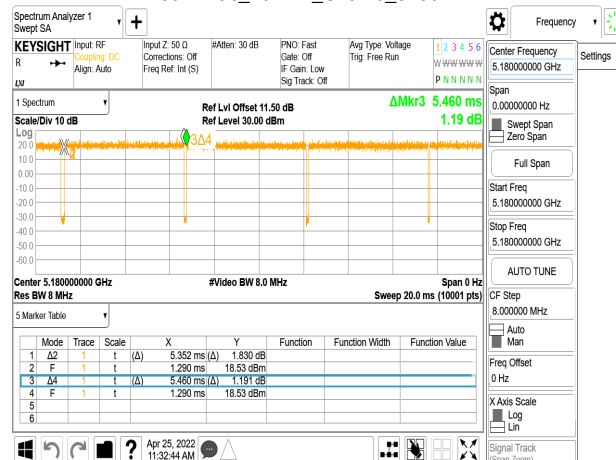 Spectrum Analyzer 1
Swept SA
Frequency
KEYSIGHT
R
Input: RF
Coupling: DC
Align: Auto
Input Z: 50 Ω
Corrections: Off
Freq Ref: Int (S)
#Atten: 30 dB
PNO: Fast
Gate: Off
IF Gain: Low
Sig Track: Off
Avg Type: Voltage
Trig: Free Run
1 2 3 4 5 6
W W W W W W
P N N N N N
1 Spectrum
Scale/Div 10 dB
Ref Lvl Offset 11.50 dB
Ref Level 30.00 dBm
ΔMkr3 5.460 ms
1.19 dB
Log
20.0
10.0
0.00
-10.0
-20.0
-30.0
-40.0
-50.0
-60.0
3Δ4
Center 5.180000000 GHz
Res BW 8 MHz
#Video BW 8.0 MHz
Span 0 Hz
Sweep 20.0 ms (10001 pts)
5 Marker Table
Mode Trace Scale X Y Function Function Width Function Value
1 Δ2 1 t (Δ) 5.352 ms (Δ) 1.830 dB
2 F 1 t 1.290 ms 18.53 dBm
3 Δ4 1 t (Δ) 5.460 ms (Δ) 1.191 dB
4 F 1 t 1.290 ms 18.53 dBm
5
6
?
Apr 25, 2022
11:32:44 AM
Settings
Center Frequency
5.180000000 GHz
Span
0.00000000 Hz
Swept Span
Zero Span
Full Span
Start Freq
5.180000000 GHz
Stop Freq
5.180000000 GHz
AUTO TUNE
CF Step
8.000000 MHz
Auto
Man
Freq Offset
0 Hz
X Axis Scale
Log
Lin
Signal Track
(Span Zoom)